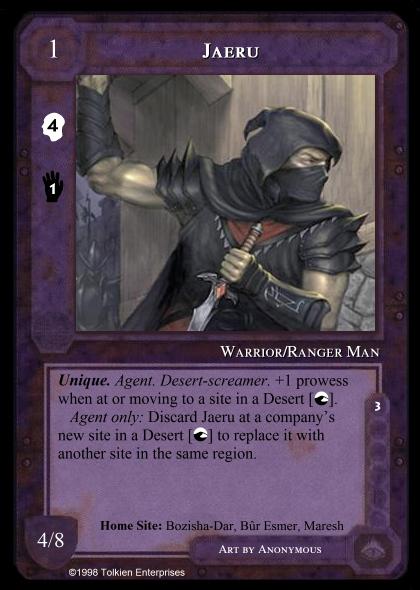 1
JAERU
4
1
WARRIOR/RANGER MAN
Unique. Agent. Desert-screamer. +1 prowess
when at or moving to a site in a Desert [].
Agent only: Discard Jaeru at a company's
new site in a Desert [] to replace it with
another site in the same region.
3
Home Site: Bozisha-Dar, Bûr Esmer, Maresh
4/8
ART BY ANONYMOUS
©1998 Tolkien Enterprises